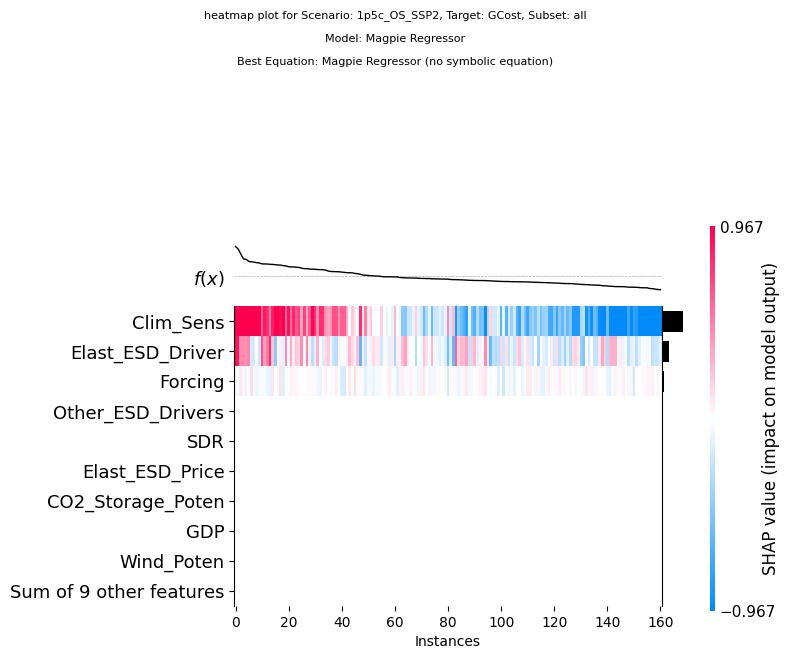 heatmap plot for Scenario: 1p5c_OS_SSP2, Target: GCost, Subset: all
Model: Magpie Regressor
Best Equation: Magpie Regressor (no symbolic equation)
0.967
f(x)
Clim_Sens
Elast_ESD_Driver
Forcing
Other_ESD_Drivers
SDR
Elast_ESD_Price
CO2_Storage_Poten
GDP
Wind_Poten
Sum of 9 other features
SHAP value (impact on model output)
−0.967
0 20 40 60 80 100 120 140 160
Instances